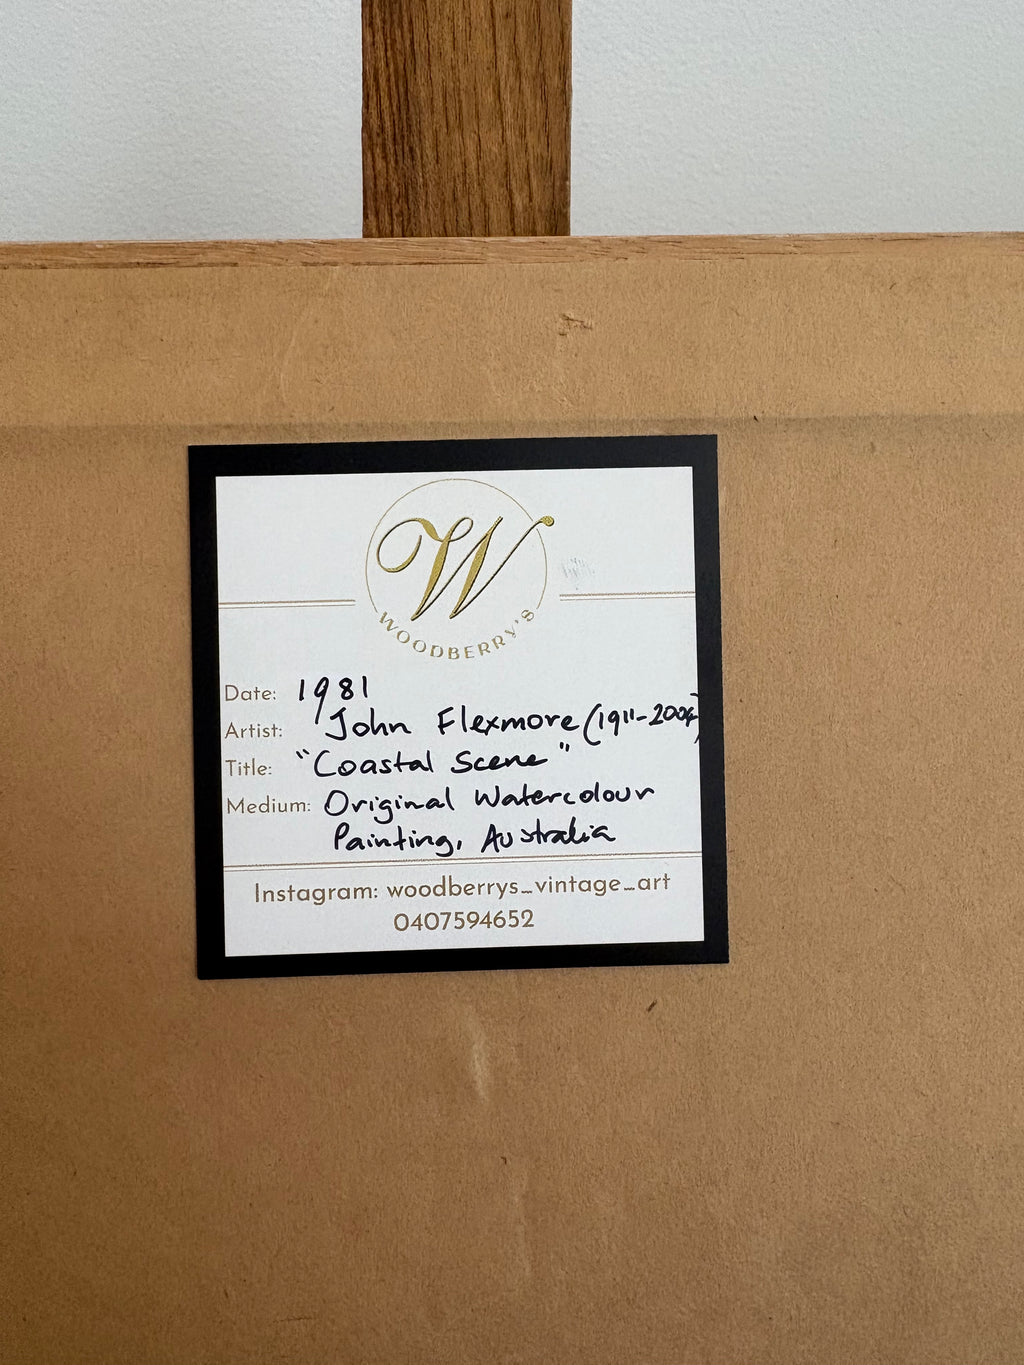 W
WOODBERRY'S
Date: 1981
Artist: John Flexmore (1911-2004)
Title: "Coastal Scene"
Medium: Original Watercolour
Painting, Australia
Instagram: woodberrys_vintage_art
0407594652